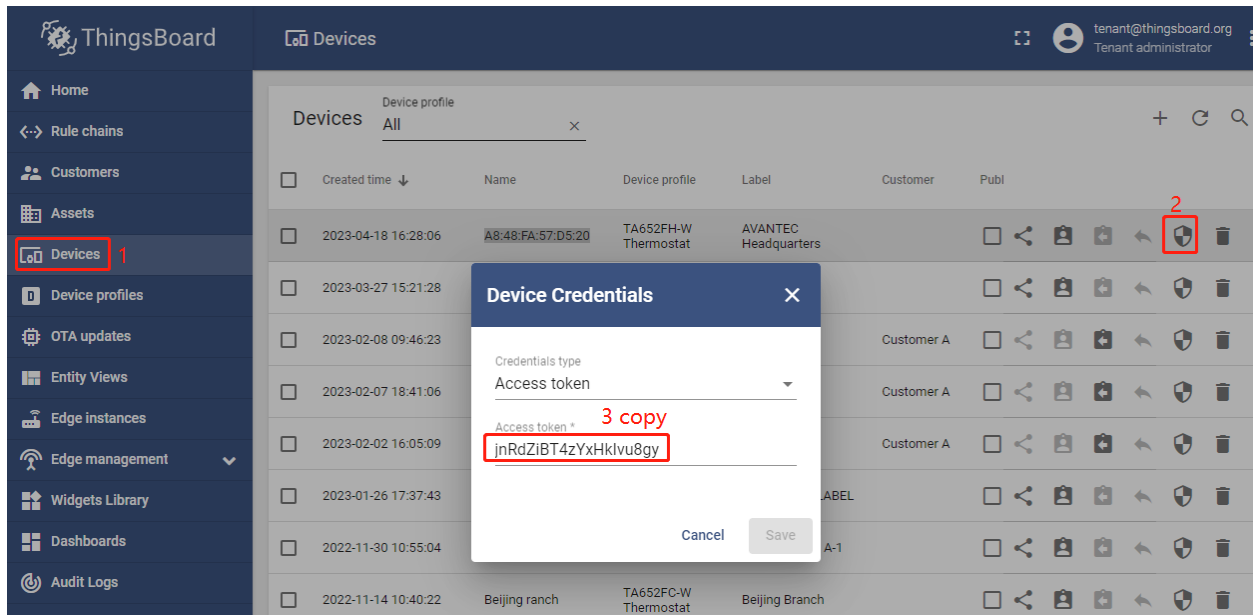 ThingsBoard
Devices
tenant@thingsboard.org
Tenant administrator
Home
Rule chains
Customers
Assets
Devices
1
Device profiles
OTA updates
Entity Views
Edge instances
Edge management
Widgets Library
Dashboards
Audit Logs
Devices
Device profile
All
Created time
Name
Device profile
Label
Customer
Publ
2
2023-04-18 16:28:06
A8:48:FA:57:D5:20
TA652FH-W
Thermostat
AVANTEC
Headquarters
2023-03-27 15:21:28
2023-02-08 09:46:23
Customer A
2023-02-07 18:41:06
Customer A
2023-02-02 16:05:09
Customer A
2023-01-26 17:37:43
LABEL
2022-11-30 10:55:04
A-1
2022-11-14 10:40:22
Beijing ranch
TA652FC-W
Thermostat
Beijing Branch
Device Credentials
Credentials type
Access token
3 copy
Access token *
jnRdZiBT4zYxHkIvu8gy
Cancel
Save